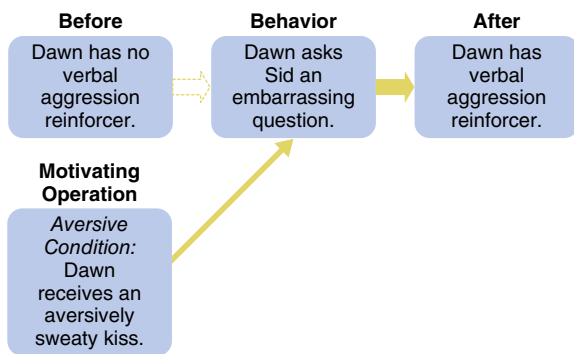 Before
Dawn has no
verbal
aggression
reinforcer.
Behavior
Dawn asks
Sid an
embarrassing
question.
After
Dawn has
verbal
aggression
reinforcer.
Motivating
Operation
Aversive
Condition:
Dawn
receives an
aversively
sweaty kiss.